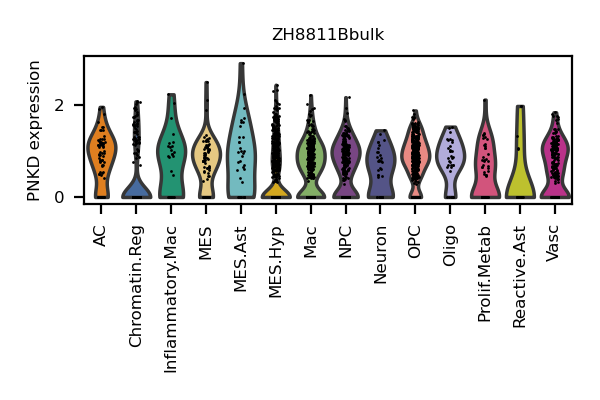 ZH8811Bbulk
PNKD expression
2
0
AC
Chromatin.Reg
Inflammatory.Mac
MES
MES.Ast
MES.Hyp
Mac
NPC
Neuron
OPC
Oligo
Prolif.Metab
Reactive.Ast
Vasc